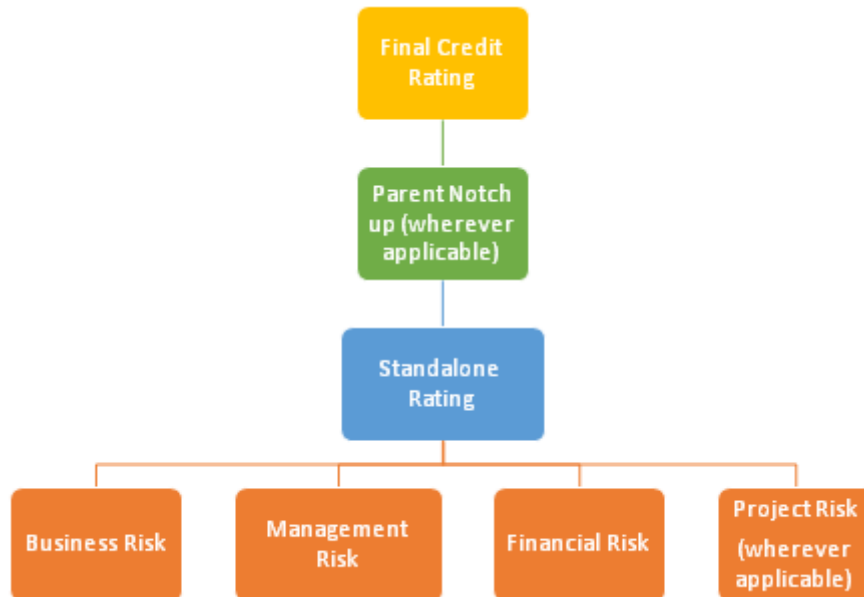 Final Credit
Rating
Parent Notch
up (wherever
applicable)
Standalone
Rating
Business Risk
Management
Risk
Financial Risk
Project Risk
(wherever
applicable)